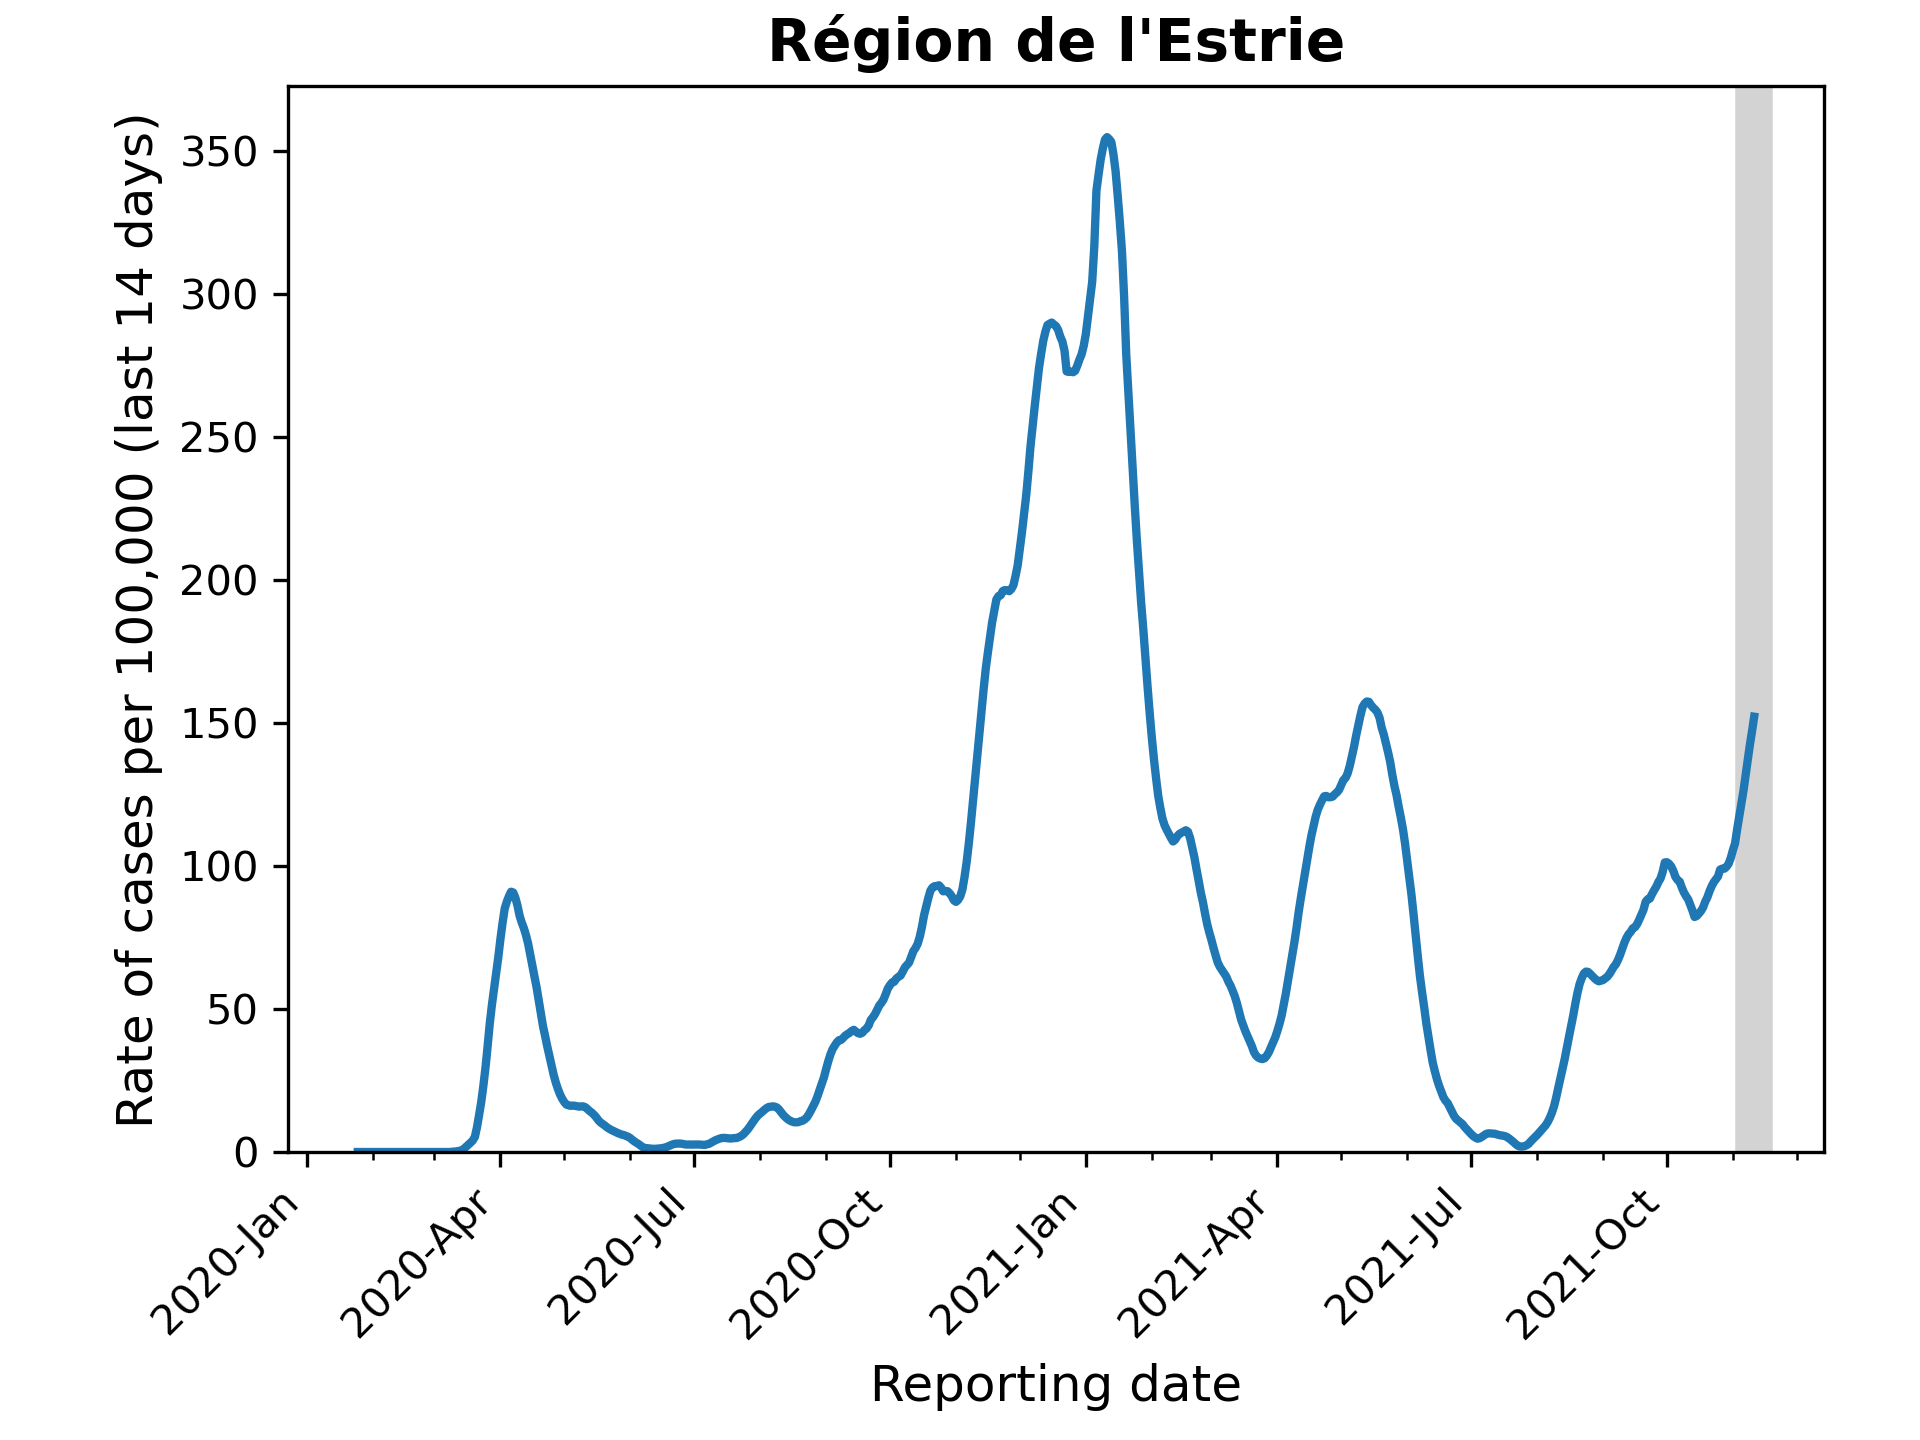 Région de l'Estrie
Rate of cases per 100,000 (last 14 days)
350
300
250
200
150
100
50
0
2020-Jan
2020-Apr
2020-Jul
2020-Oct
2021-Jan
2021-Apr
2021-Jul
2021-Oct
Reporting date